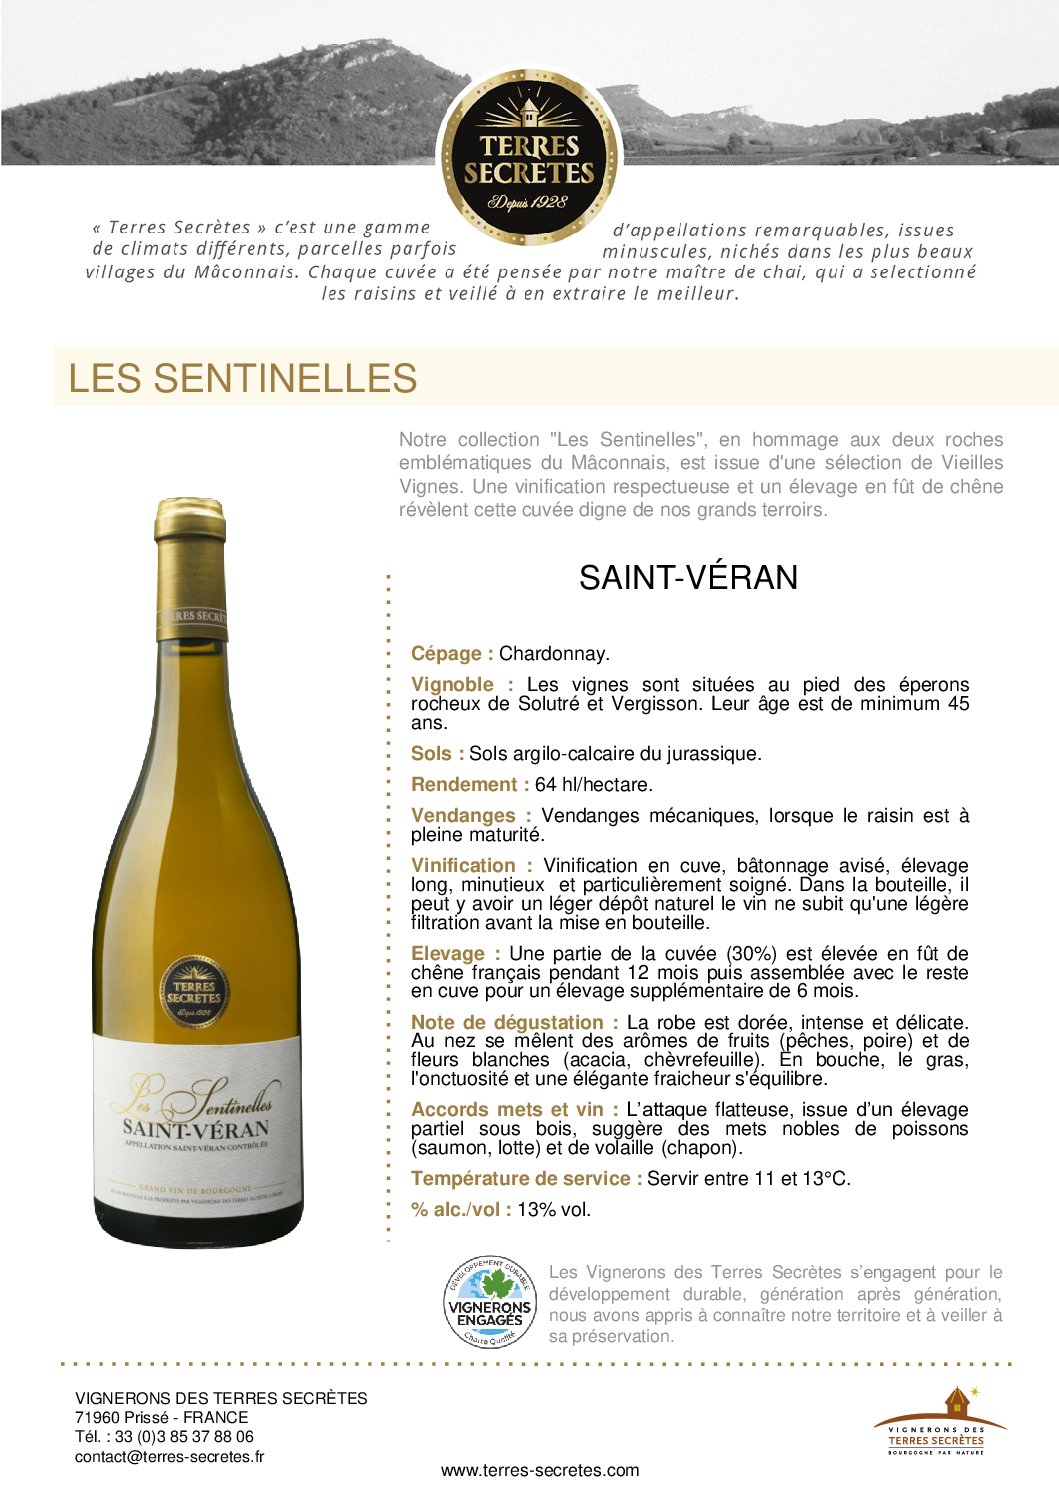 TERRES
SECRETES
Depuis 1928
« Terres Secrètes » c’est une gamme d’appellations remarquables, issues
de climats différents, parcelles parfois minuscules, nichés dans les plus beaux
villages du Mâconnais. Chaque cuvée a été pensée par notre maître de chai, qui a selectionné
les raisins et veillé à en extraire le meilleur.
LES SENTINELLES
Notre collection "Les Sentinelles", en hommage aux deux roches
emblématiques du Mâconnais, est issue d'une sélection de Vieilles
Vignes. Une vinification respectueuse et un élevage en fût de chêne
révèlent cette cuvée digne de nos grands terroirs.
SAINT-VÉRAN
Cépage : Chardonnay.
Vignoble : Les vignes sont situées au pied des éperons
rocheux de Solutré et Vergisson. Leur âge est de minimum 45
ans.
Sols : Sols argilo-calcaire du jurassique.
Rendement : 64 hl/hectare.
Vendanges : Vendanges mécaniques, lorsque le raisin est à
pleine maturité.
Vinification : Vinification en cuve, bâtonnage avisé, élevage
long, minutieux et particulièrement soigné. Dans la bouteille, il
peut y avoir un léger dépôt naturel le vin ne subit qu'une légère
filtration avant la mise en bouteille.
Elevage : Une partie de la cuvée (30%) est élevée en fût de
chêne français pendant 12 mois puis assemblée avec le reste
en cuve pour un élevage supplémentaire de 6 mois.
Note de dégustation : La robe est dorée, intense et délicate.
Au nez se mêlent des arômes de fruits (pêches, poire) et de
fleurs blanches (acacia, chèvrefeuille). En bouche, le gras,
l'onctuosité et une élégante fraicheur s'équilibre.
Accords mets et vin : L’attaque flatteuse, issue d’un élevage
partiel sous bois, suggère des mets nobles de poissons
(saumon, lotte) et de volaille (chapon).
Température de service : Servir entre 11 et 13°C.
% alc./vol : 13% vol.
RRES SECRE
TERRES
SECRETES
Depuis 1928
Les Sentinelles
SAINT-VÉRAN
APPELLATION SAINT-VÉRAN CONTRÔLÉE
GRAND VIN DE BOURGOGNE
DÉVELOPPEMENT DURABLE
VIGNERONS
ENGAGÉS
Charte Qualité
Les Vignerons des Terres Secrètes s’engagent pour le
développement durable, génération après génération,
nous avons appris à connaître notre territoire et à veiller à
sa préservation.
VIGNERONS DES TERRES SECRÈTES
71960 Prissé - FRANCE
Tél. : 33 (0)3 85 37 88 06
contact@terres-secretes.fr
www.terres-secretes.com
VIGNERONS DES
TERRES SECRÈTES
BOURGOGNE PAR NATURE